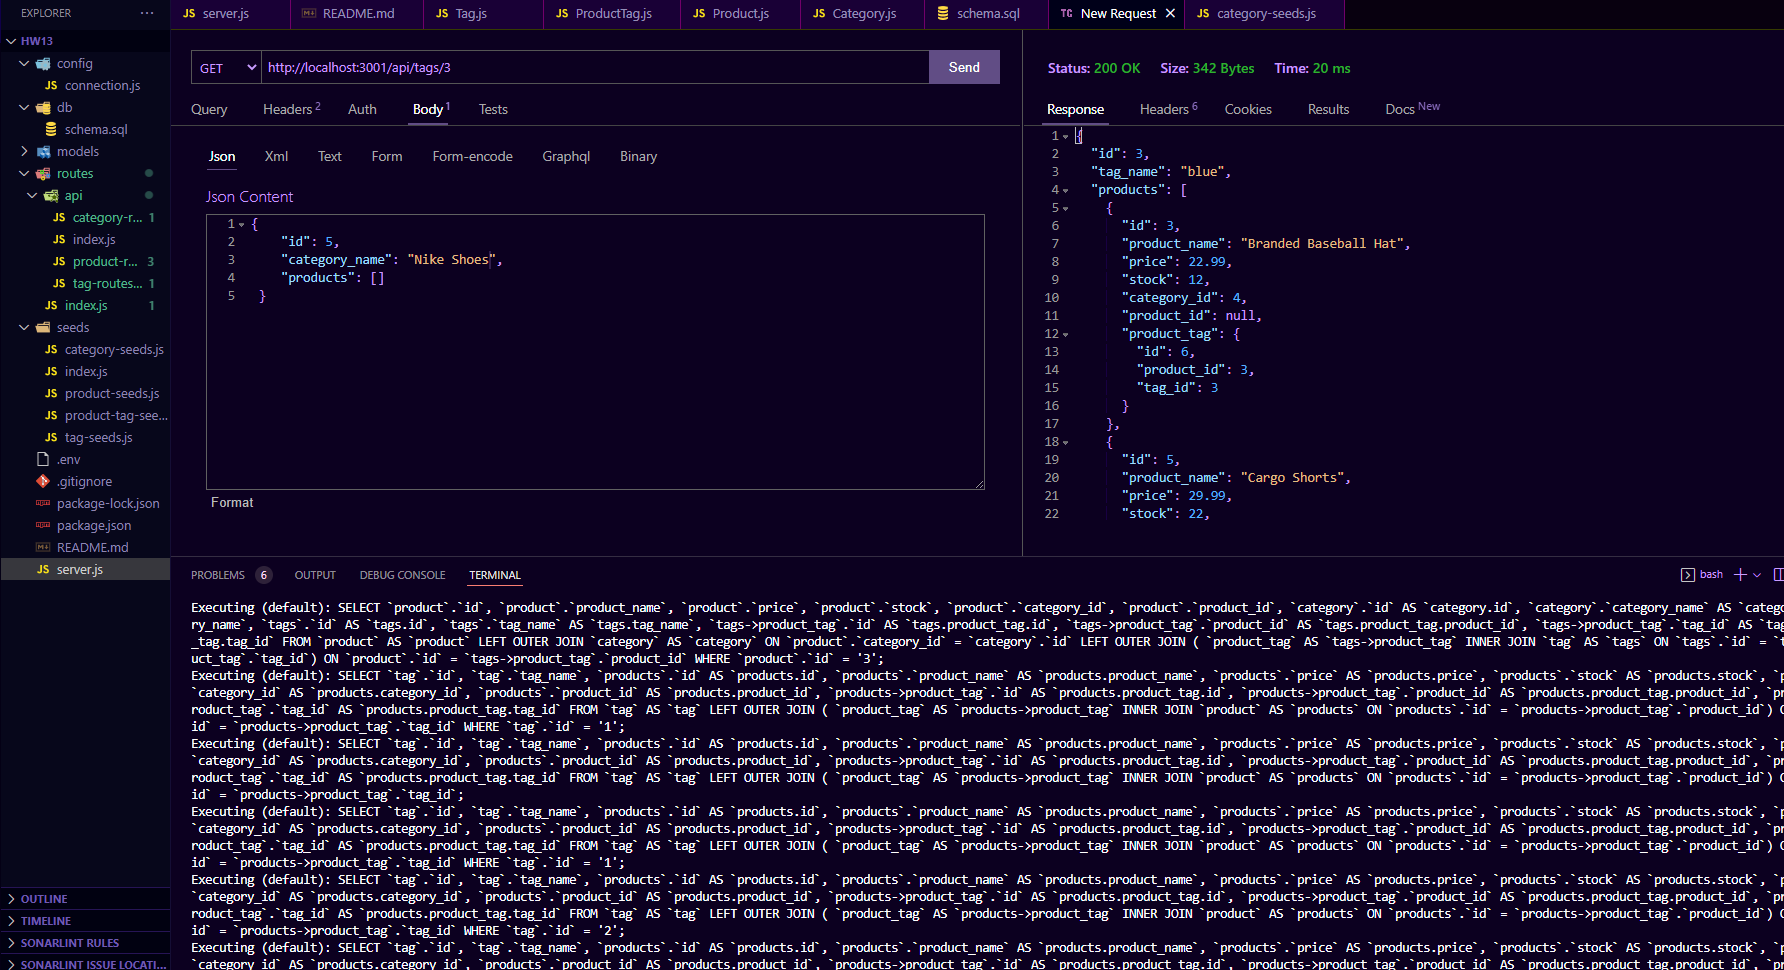 EXPLORER
HW13
config
JS connection.js
db
schema.sql
models
routes
api
JS category-r... 1
JS index.js
JS product-r... 3
JS tag-routes... 1
JS index.js 1
seeds
JS category-seeds.js
JS index.js
JS product-seeds.js
JS product-tag-see...
JS tag-seeds.js
.env
.gitignore
package-lock.json
package.json
README.md
JS server.js
OUTLINE
TIMELINE
SONARLINT RULES
SONARLINT ISSUE LOCATI...
JS server.js README.md JS Tag.js JS ProductTag.js JS Product.js JS Category.js schema.sql TC New Request JS category-seeds.js
GET http://localhost:3001/api/tags/3 Send
Query Headers 2 Auth Body 1 Tests
Json Xml Text Form Form-encode Graphql Binary
Json Content
1 {
2 "id": 5,
3 "category_name": "Nike Shoes",
4 "products": []
5 }
Format
Status: 200 OK Size: 342 Bytes Time: 20 ms
Response Headers 6 Cookies Results Docs New
1 {
2 "id": 3,
3 "tag_name": "blue",
4 "products": [
5 {
6 "id": 3,
7 "product_name": "Branded Baseball Hat",
8 "price": 22.99,
9 "stock": 12,
10 "category_id": 4,
11 "product_id": null,
12 "product_tag": {
13 "id": 6,
14 "product_id": 3,
15 "tag_id": 3
16 }
17 },
18 {
19 "id": 5,
20 "product_name": "Cargo Shorts",
21 "price": 29.99,
22 "stock": 22,
PROBLEMS 6 OUTPUT DEBUG CONSOLE TERMINAL bash
Executing (default): SELECT `product`.`id`, `product`.`product_name`, `product`.`price`, `product`.`stock`, `product`.`category_id`, `product`.`product_id`, `category`.`id` AS `category.id`, `category`.`category_name` AS `categ
ry_name`, `tags`.`id` AS `tags.id`, `tags`.`tag_name` AS `tags.tag_name`, `tags->product_tag`.`id` AS `tags.product_tag.id`, `tags->product_tag`.`product_id` AS `tags.product_tag.product_id`, `tags->product_tag`.`tag_id` AS `tag
_tag.tag_id` FROM `product` AS `product` LEFT OUTER JOIN `category` AS `category` ON `product`.`category_id` = `category`.`id` LEFT OUTER JOIN ( `product_tag` AS `tags->product_tag` INNER JOIN `tag` AS `tags` ON `tags`.`id` = `t
uct_tag`.`tag_id`) ON `product`.`id` = `tags->product_tag`.`product_id` WHERE `product`.`id` = '3';
Executing (default): SELECT `tag`.`id`, `tag`.`tag_name`, `products`.`id` AS `products.id`, `products`.`product_name` AS `products.product_name`, `products`.`price` AS `products.price`, `products`.`stock` AS `products.stock`, `p
`category_id` AS `products.category_id`, `products`.`product_id` AS `products.product_id`, `products->product_tag`.`id` AS `products.product_tag.id`, `products->product_tag`.`product_id` AS `products.product_tag.product_id`, `pr
roduct_tag`.`tag_id` AS `products.product_tag.tag_id` FROM `tag` AS `tag` LEFT OUTER JOIN ( `product_tag` AS `products->product_tag` INNER JOIN `product` AS `products` ON `products`.`id` = `products->product_tag`.`product_id`) O
id` = `products->product_tag`.`tag_id` WHERE `tag`.`id` = '1';
Executing (default): SELECT `tag`.`id`, `tag`.`tag_name`, `products`.`id` AS `products.id`, `products`.`product_name` AS `products.product_name`, `products`.`price` AS `products.price`, `products`.`stock` AS `products.stock`, `p
`category_id` AS `products.category_id`, `products`.`product_id` AS `products.product_id`, `products->product_tag`.`id` AS `products.product_tag.id`, `products->product_tag`.`product_id` AS `products.product_tag.product_id`, `pr
roduct_tag`.`tag_id` AS `products.product_tag.tag_id` FROM `tag` AS `tag` LEFT OUTER JOIN ( `product_tag` AS `products->product_tag` INNER JOIN `product` AS `products` ON `products`.`id` = `products->product_tag`.`product_id`) O
id` = `products->product_tag`.`tag_id`;
Executing (default): SELECT `tag`.`id`, `tag`.`tag_name`, `products`.`id` AS `products.id`, `products`.`product_name` AS `products.product_name`, `products`.`price` AS `products.price`, `products`.`stock` AS `products.stock`, `p
`category_id` AS `products.category_id`, `products`.`product_id` AS `products.product_id`, `products->product_tag`.`id` AS `products.product_tag.id`, `products->product_tag`.`product_id` AS `products.product_tag.product_id`, `pr
roduct_tag`.`tag_id` AS `products.product_tag.tag_id` FROM `tag` AS `tag` LEFT OUTER JOIN ( `product_tag` AS `products->product_tag` INNER JOIN `product` AS `products` ON `products`.`id` = `products->product_tag`.`product_id`) O
id` = `products->product_tag`.`tag_id` WHERE `tag`.`id` = '1';
Executing (default): SELECT `tag`.`id`, `tag`.`tag_name`, `products`.`id` AS `products.id`, `products`.`product_name` AS `products.product_name`, `products`.`price` AS `products.price`, `products`.`stock` AS `products.stock`, `p
`category_id` AS `products.category_id`, `products`.`product_id` AS `products.product_id`, `products->product_tag`.`id` AS `products.product_tag.id`, `products->product_tag`.`product_id` AS `products.product_tag.product_id`, `pr
roduct_tag`.`tag_id` AS `products.product_tag.tag_id` FROM `tag` AS `tag` LEFT OUTER JOIN ( `product_tag` AS `products->product_tag` INNER JOIN `product` AS `products` ON `products`.`id` = `products->product_tag`.`product_id`) O
id` = `products->product_tag`.`tag_id` WHERE `tag`.`id` = '2';
Executing (default): SELECT `tag`.`id`, `tag`.`tag_name`, `products`.`id` AS `products.id`, `products`.`product_name` AS `products.product_name`, `products`.`price` AS `products.price`, `products`.`stock` AS `products.stock`, `p
`category_id` AS `products.category_id`, `products`.`product_id` AS `products.product_id`, `products->product_tag`.`id` AS `products.product_tag.id`, `products->product_tag`.`product_id` AS `products.product_tag.product_id`, `pr